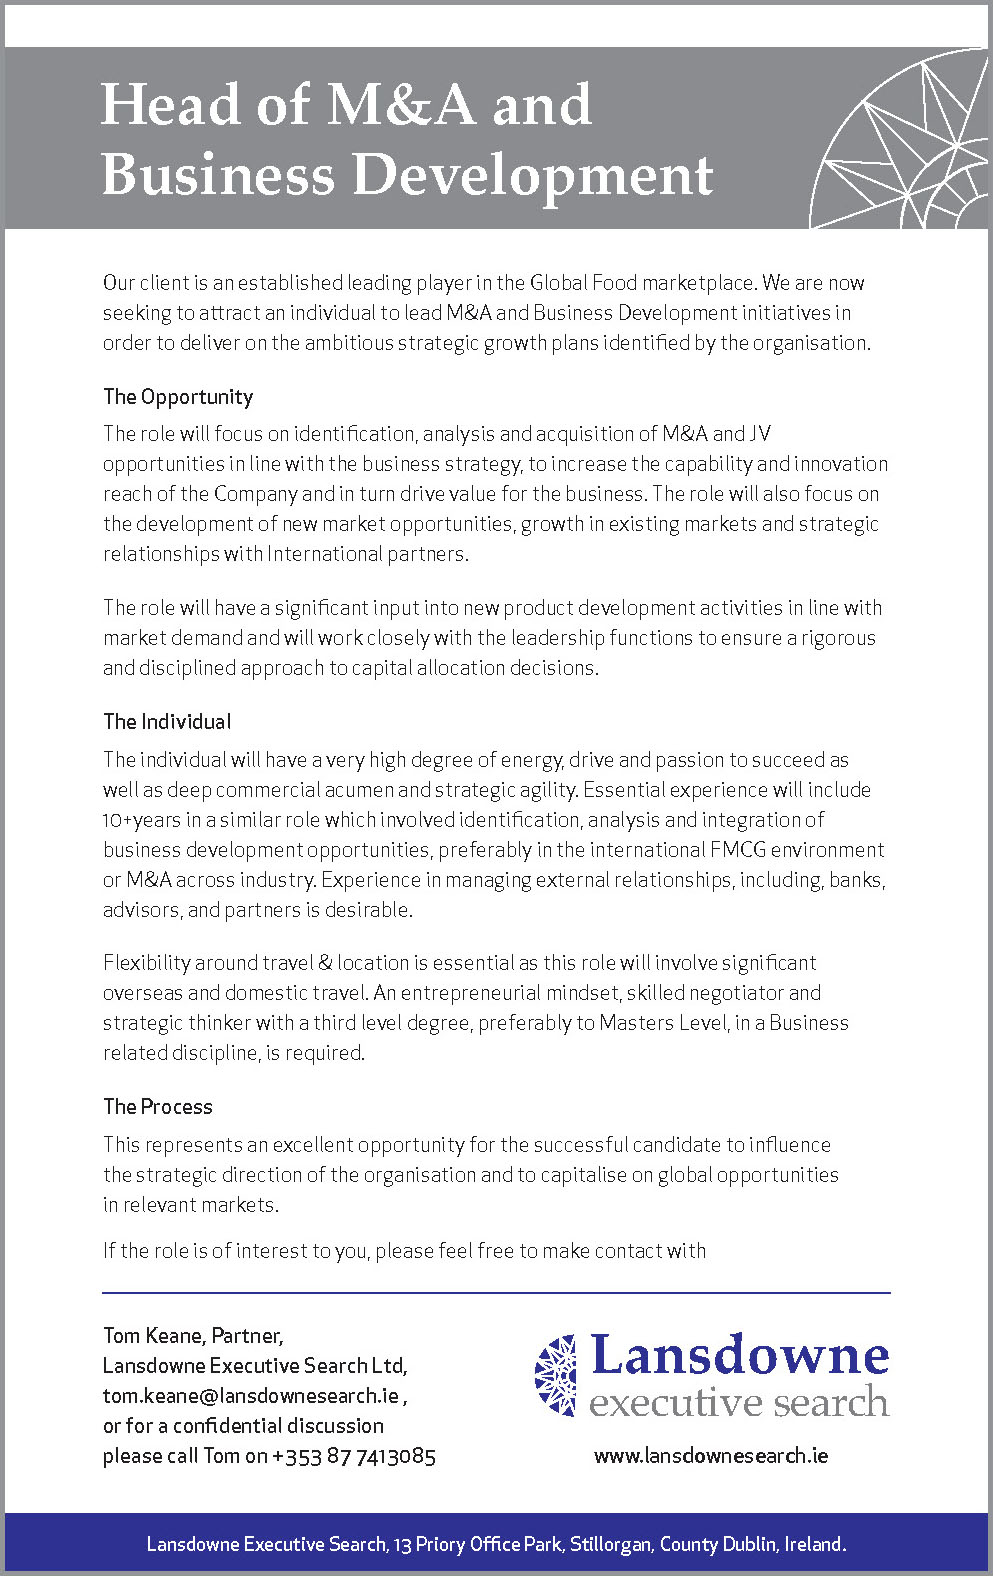 Head of M&A and
Business Development
Our client is an established leading player in the Global Food marketplace. We are now
seeking to attract an individual to lead M&A and Business Development initiatives in
order to deliver on the ambitious strategic growth plans identified by the organisation.
The Opportunity
The role will focus on identification, analysis and acquisition of M&A and JV
opportunities in line with the business strategy, to increase the capability and innovation
reach of the Company and in turn drive value for the business. The role will also focus on
the development of new market opportunities, growth in existing markets and strategic
relationships with International partners.
The role will have a significant input into new product development activities in line with
market demand and will work closely with the leadership functions to ensure a rigorous
and disciplined approach to capital allocation decisions.
The Individual
The individual will have a very high degree of energy, drive and passion to succeed as
well as deep commercial acumen and strategic agility. Essential experience will include
10+years in a similar role which involved identification, analysis and integration of
business development opportunities, preferably in the international FMCG environment
or M&A across industry. Experience in managing external relationships, including, banks,
advisors, and partners is desirable.
Flexibility around travel & location is essential as this role will involve significant
overseas and domestic travel. An entrepreneurial mindset, skilled negotiator and
strategic thinker with a third level degree, preferably to Masters Level, in a Business
related discipline, is required.
The Process
This represents an excellent opportunity for the successful candidate to influence
the strategic direction of the organisation and to capitalise on global opportunities
in relevant markets.
If the role is of interest to you, please feel free to make contact with
Tom Keane, Partner,
Lansdowne Executive Search Ltd,
tom.keane@lansdownesearch.ie ,
or for a confidential discussion
please call Tom on +353 87 7413085
Lansdowne
executive search
www.lansdownesearch.ie
Lansdowne Executive Search, 13 Priory Office Park, Stillorgan, County Dublin, Ireland.